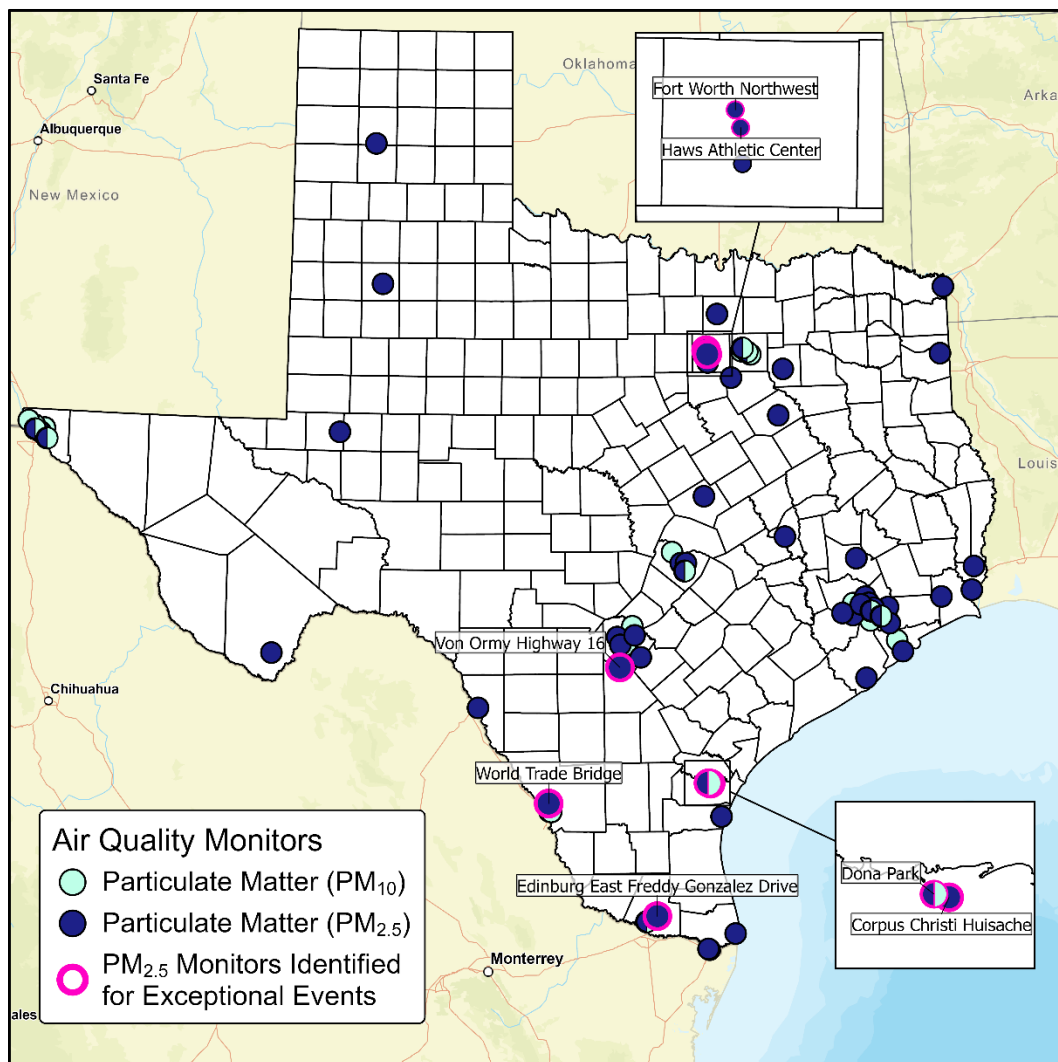 Santa Fe
Oklahoma
Arka
Albuquerque
New Mexico
Fort Worth Northwest
Haws Athletic Center
Louis
Von Ormy Highway 16
Chihuahua
World Trade Bridge
Air Quality Monitors
Particulate Matter (PM₁₀)
Particulate Matter (PM₂.₅)
PM₂.₅ Monitors Identified
for Exceptional Events
Edinburg East Freddy Gonzalez Drive
Dona Park
Corpus Christi Huisache
Monterrey
ales